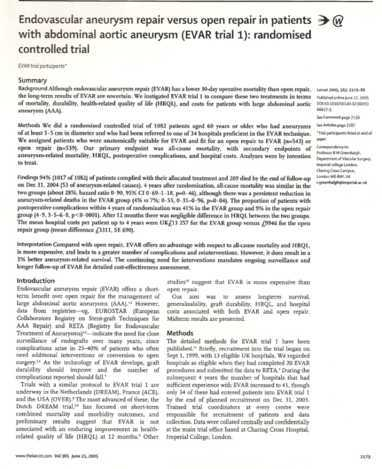 Endovascular aneurysm repair versus open repair in patients
with abdominal aortic aneurysm (EVAR trial 1): randomised
controlled trial
EVAR trial participants*
Summary
Background Although endovascular aneurysm repair (EVAR) has a lower 30-day operative mortality than open repair,
the long-term results of EVAR are uncertain. We instigated EVAR trial 1 to compare these two treatments in terms
of mortality, durability, health-related quality of life (HRQL), and costs for patients with large abdominal aortic
aneurysm (AAA).
Methods We did a randomised controlled trial of 1082 patients aged 60 years or older who had aneurysms
of at least 5·5 cm in diameter and who had been referred to one of 34 hospitals proficient in the EVAR technique.
We assigned patients who were anatomically suitable for EVAR and fit for an open repair to EVAR (n=543) or
open repair (n=539). Our primary endpoint was all-cause mortality, with secondary endpoints of
aneurysm-related mortality, HRQL, postoperative complications, and hospital costs. Analyses were by intention
to treat.
Findings 94% (1017 of 1082) of patients complied with their allocated treatment and 209 died by the end of follow-up
on Dec 31, 2004 (53 of aneurysm-related causes). 4 years after randomisation, all-cause mortality was similar in the
two groups (about 28%; hazard ratio 0·90, 95% CI 0·69–1·18, p=0·46), although there was a persistent reduction in
aneurysm-related deaths in the EVAR group (4% vs 7%; 0·55, 0·31–0·96, p=0·04). The proportion of patients with
postoperative complications within 4 years of randomisation was 41% in the EVAR group and 9% in the open repair
group (4·9, 3·5–6·8, p<0·0001). After 12 months there was negligible difference in HRQL between the two groups.
The mean hospital costs per patient up to 4 years were UK£13 257 for the EVAR group versus £9946 for the open
repair group (mean difference £3311, SE 690).
Interpretation Compared with open repair, EVAR offers no advantage with respect to all-cause mortality and HRQL,
is more expensive, and leads to a greater number of complications and reinterventions. However, it does result in a
3% better aneurysm-related survival. The continuing need for interventions mandates ongoing surveillance and
longer follow-up of EVAR for detailed cost-effectiveness assessment.
Lancet 2005; 365: 2179–86
Published online June 17, 2005
See Comment page 2156
See Articles page 2187
*Trial participants listed at end of
paper
Correspondence to:
Professor R M Greenhalgh,
Department of Vascular Surgery,
Imperial College London,
Charing Cross Campus,
London W6 8RP, UK
Introduction
Endovascular aneurysm repair (EVAR) offers a short-
term benefit over open repair for the management of
large abdominal aortic aneurysms (AAA). However,
data from registries—eg, EUROSTAR (European
Collaborators Registry on Stent-graft Techniques for
AAA Repair) and RETA (Registry for Endovascular
Treatment of Aneurysms)—indicate the need for close
surveillance of endografts over many years, since
complications arise in 25–40% of patients who often
need additional interventions or conversion to open
surgery. As the technology of EVAR develops, graft
durability should improve and the number of
complications reported should fall.
Trials with a similar protocol to EVAR trial 1 are
underway in the Netherlands (DREAM), France (ACE),
and the USA (OVER). The most advanced of these, the
Dutch DREAM trial, has focused on short-term
combined mortality and morbidity outcomes, and
preliminary results suggest that EVAR is not
associated with an enduring improvement in health-
related quality of life (HRQL) at 12 months. Other
studies suggest that EVAR is more expensive than
open repair.
Our aim was to assess longterm survival,
generalisability, graft durability, HRQL, and hospital
costs associated with both EVAR and open repair.
Midterm results are presented.
Methods
The detailed methods for EVAR trial 1 have been
published. Briefly, recruitment into the trial began on
Sept 1, 1999, with 13 eligible UK hospitals. We regarded
hospitals as eligible when they had completed 20 EVAR
procedures and submitted the data to RETA. During the
subsequent 4 years the number of hospitals that had
sufficient experience with EVAR increased to 41, though
only 34 of these had entered patients into EVAR trial 1
by the end of planned recruitment on Dec 31, 2003.
Trained trial coordinators at every centre were
responsible for recruitment of patients and data
collection. Data were collated centrally and confidentially
at the main trial office based at Charing Cross Hospital,
Imperial College, London.
www.thelancet.com Vol 365 June 25, 2005
2179